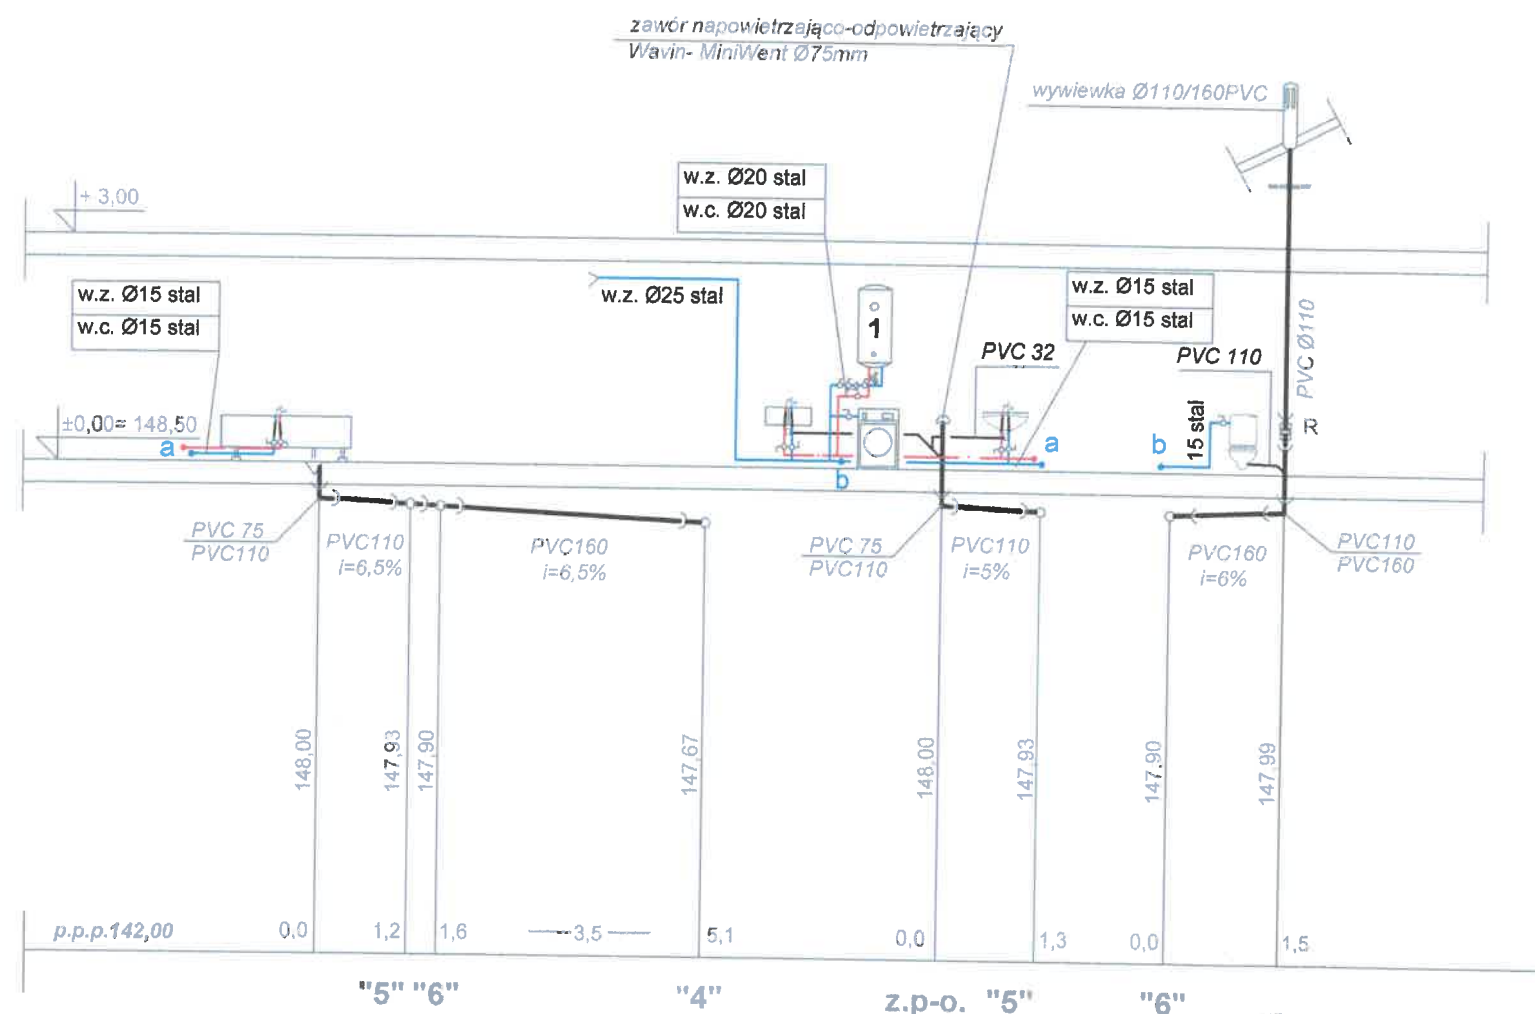 zawór napowietrzająco-odpowietrzający
Wavin- MiniWent Ø75mm
wywiewka Ø110/160PVC
w.z. Ø20 stal
w.c. Ø20 stal
+ 3,00
w.z. Ø15 stal
w.c. Ø15 stal
w.z. Ø25 stal
1
w.z. Ø15 stal
w.c. Ø15 stal
PVC 32
PVC 110
PVC Ø110
±0,00= 148,50
a
15 stal
R
a
b
b
PVC 75
PVC110
PVC110
i=6,5%
PVC160
i=6,5%
PVC 75
PVC110
PVC110
i=5%
PVC160
i=6%
PVC110
PVC160
148,00
147,93
147,90
147,67
148,00
147,93
147,90
147,99
p.p.p.142,00
0,0
1,2
1,6
3,5
5,1
0,0
1,3
0,0
1,5
"5" "6"
"4"
z.p-o.
"5"
"6"